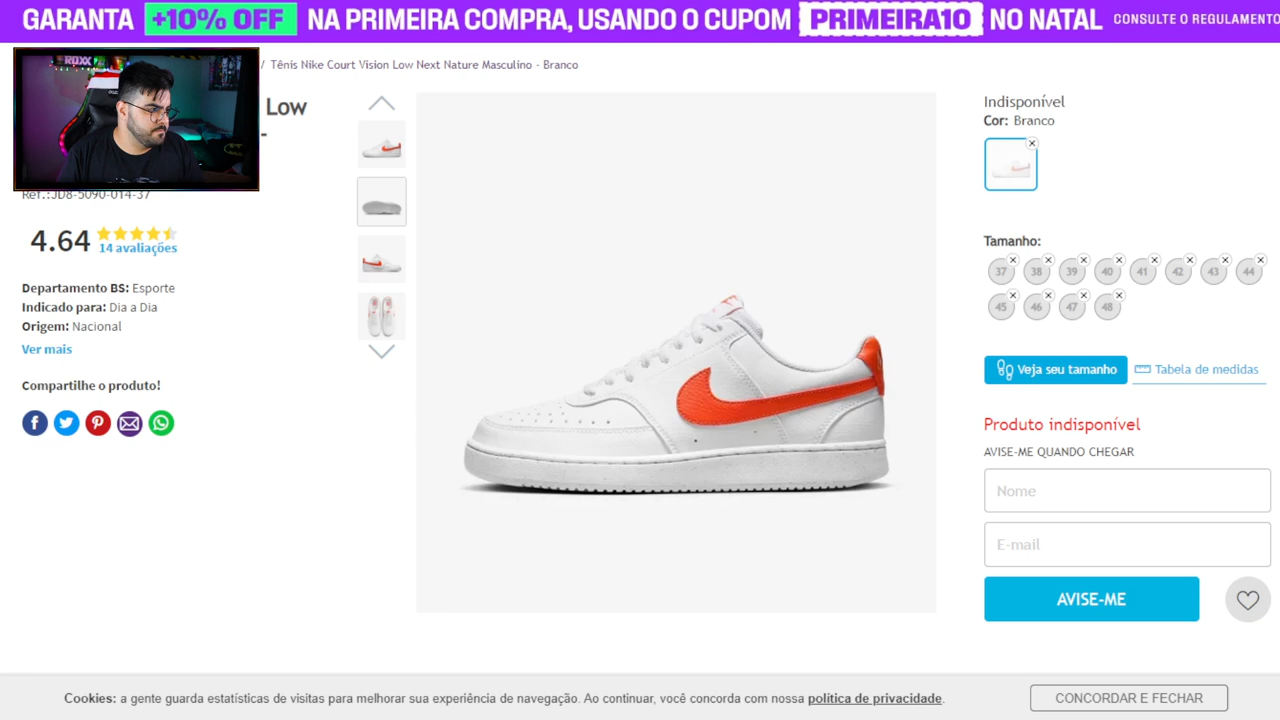 GARANTA +10% OFF NA PRIMEIRA COMPRA, USANDO O CUPOM PRIMEIRA10 NO NATAL CONSULTE O REGULAMENTO
/ Tênis Nike Court Vision Low Next Nature Masculino - Branco
Low
-
Ref.:JD8-5090-014-37
4.64
14 avaliações
Departamento BS: Esporte
Indicado para: Dia a Dia
Origem: Nacional
Ver mais
Compartilhe o produto!
Indisponível
Cor: Branco
Tamanho:
37 38 39 40 41 42 43 44
45 46 47 48
Veja seu tamanho
Tabela de medidas
Produto indisponível
AVISE-ME QUANDO CHEGAR
Nome
E-mail
AVISE-ME
Cookies: a gente guarda estatísticas de visitas para melhorar sua experiência de navegação. Ao continuar, você concorda com nossa política de privacidade.
CONCORDAR E FECHAR